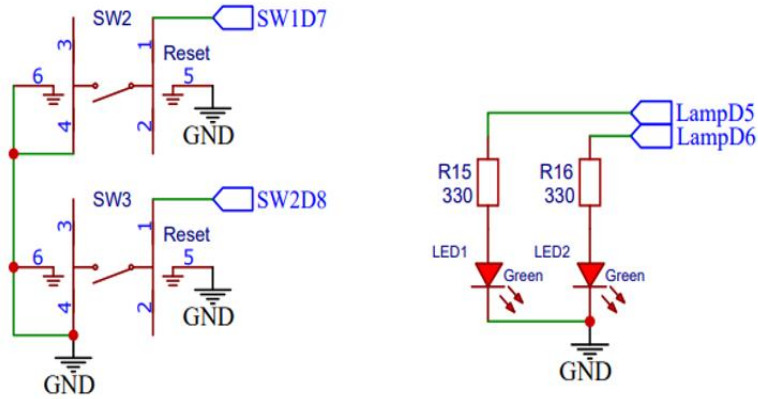 SW2
SW1D7
3
1
Reset
6
5
4
2
GND
SW3
SW2D8
3
1
Reset
6
5
4
2
GND
GND
LampD5
LampD6
R15
330
R16
330
LED1
LED2
Green
Green
GND